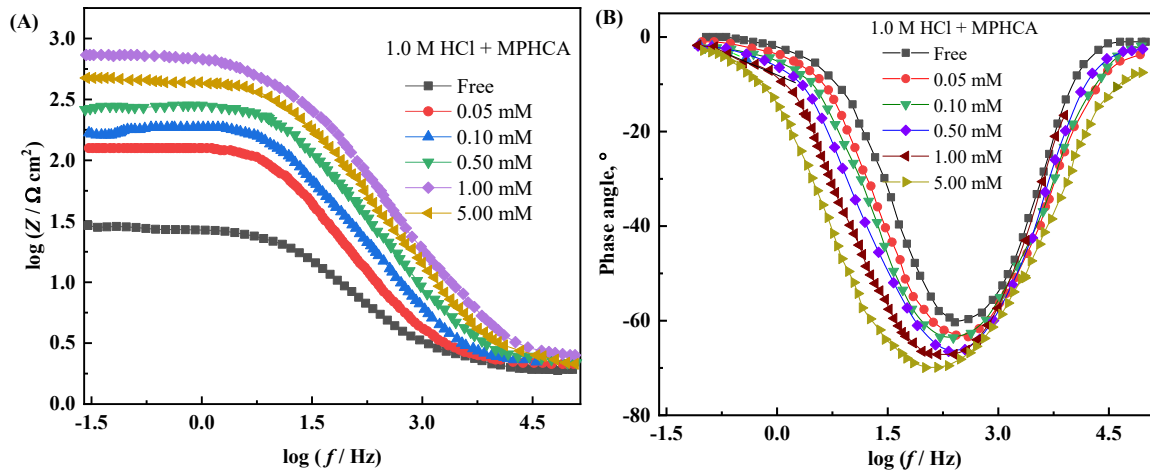 (A)
1.0 M HCl + MPHCA
Free
0.05 mM
0.10 mM
0.50 mM
1.00 mM
5.00 mM
log (Z / Ω cm2)
3.0
2.5
2.0
1.5
1.0
0.5
0.0
-1.5 0.0 1.5 3.0 4.5
log (f / Hz)
(B)
1.0 M HCl + MPHCA
Free
0.05 mM
0.10 mM
0.50 mM
1.00 mM
5.00 mM
Phase angle, °
0
-20
-40
-60
-80
-1.5 0.0 1.5 3.0 4.5
log (f / Hz)